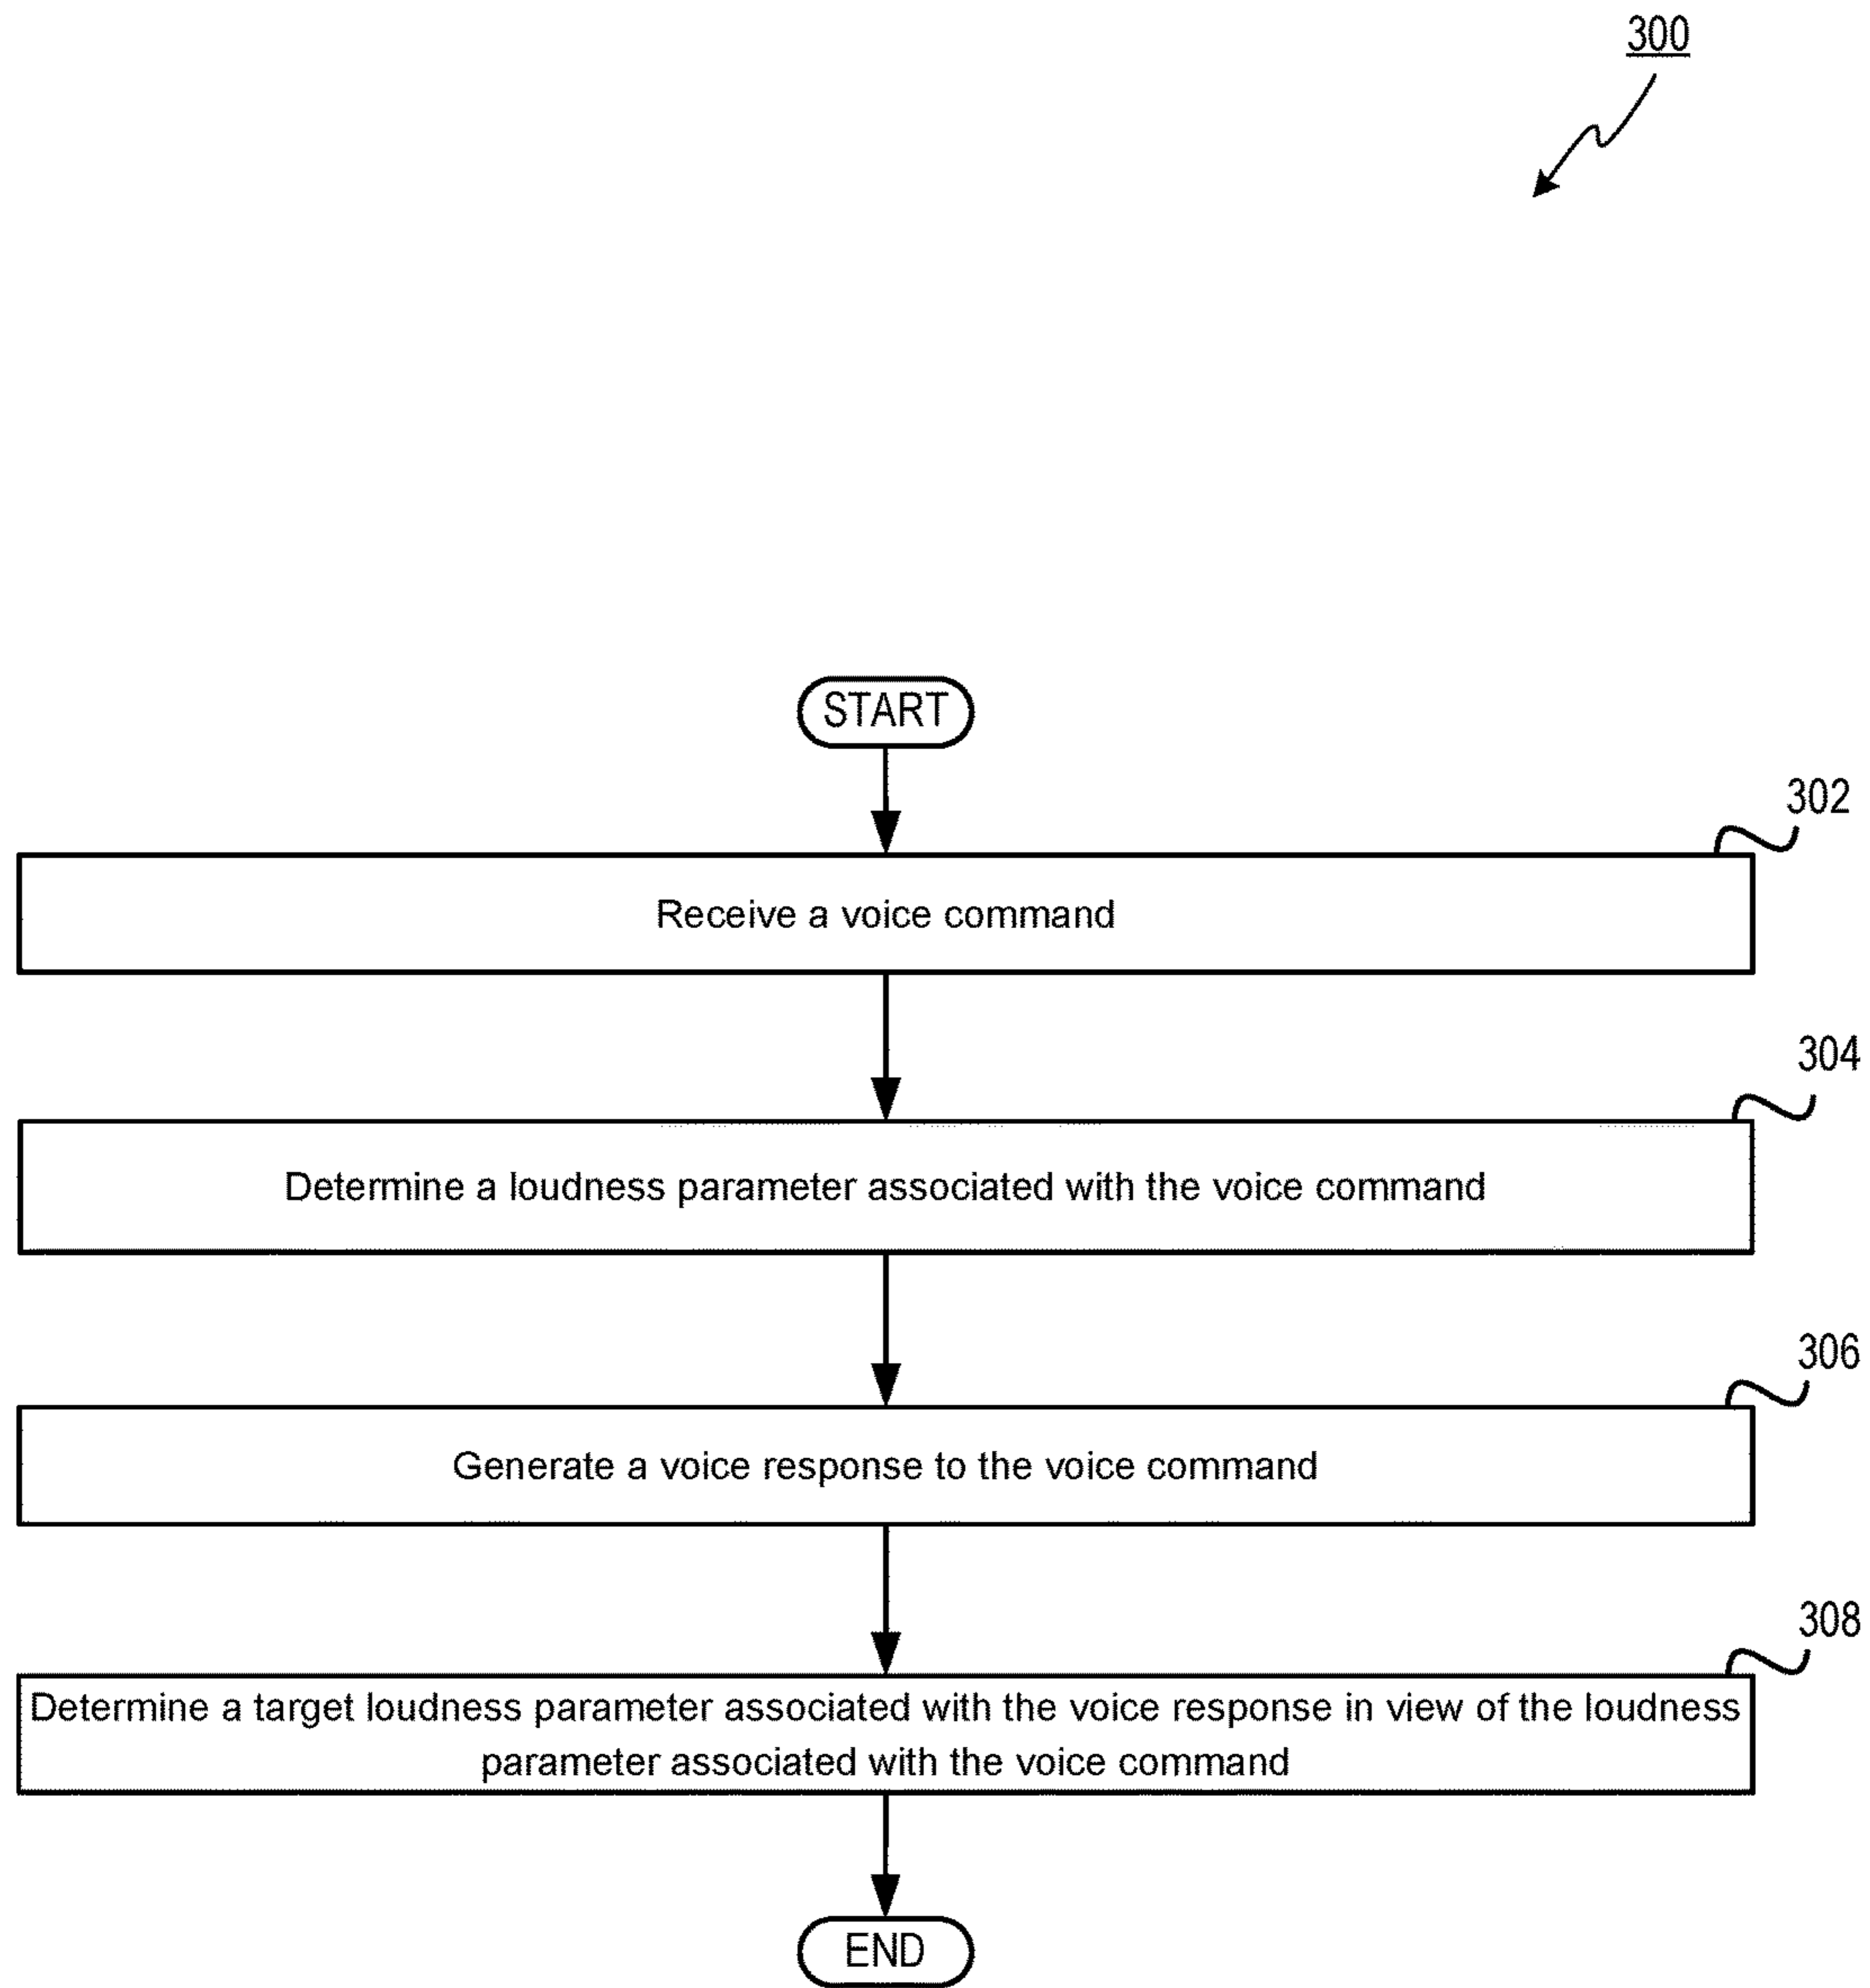 300
START
302
Receive a voice command
304
Determine a loudness parameter associated with the voice command
306
Generate a voice response to the voice command
308
Determine a target loudness parameter associated with the voice response in view of the loudness
parameter associated with the voice command
END